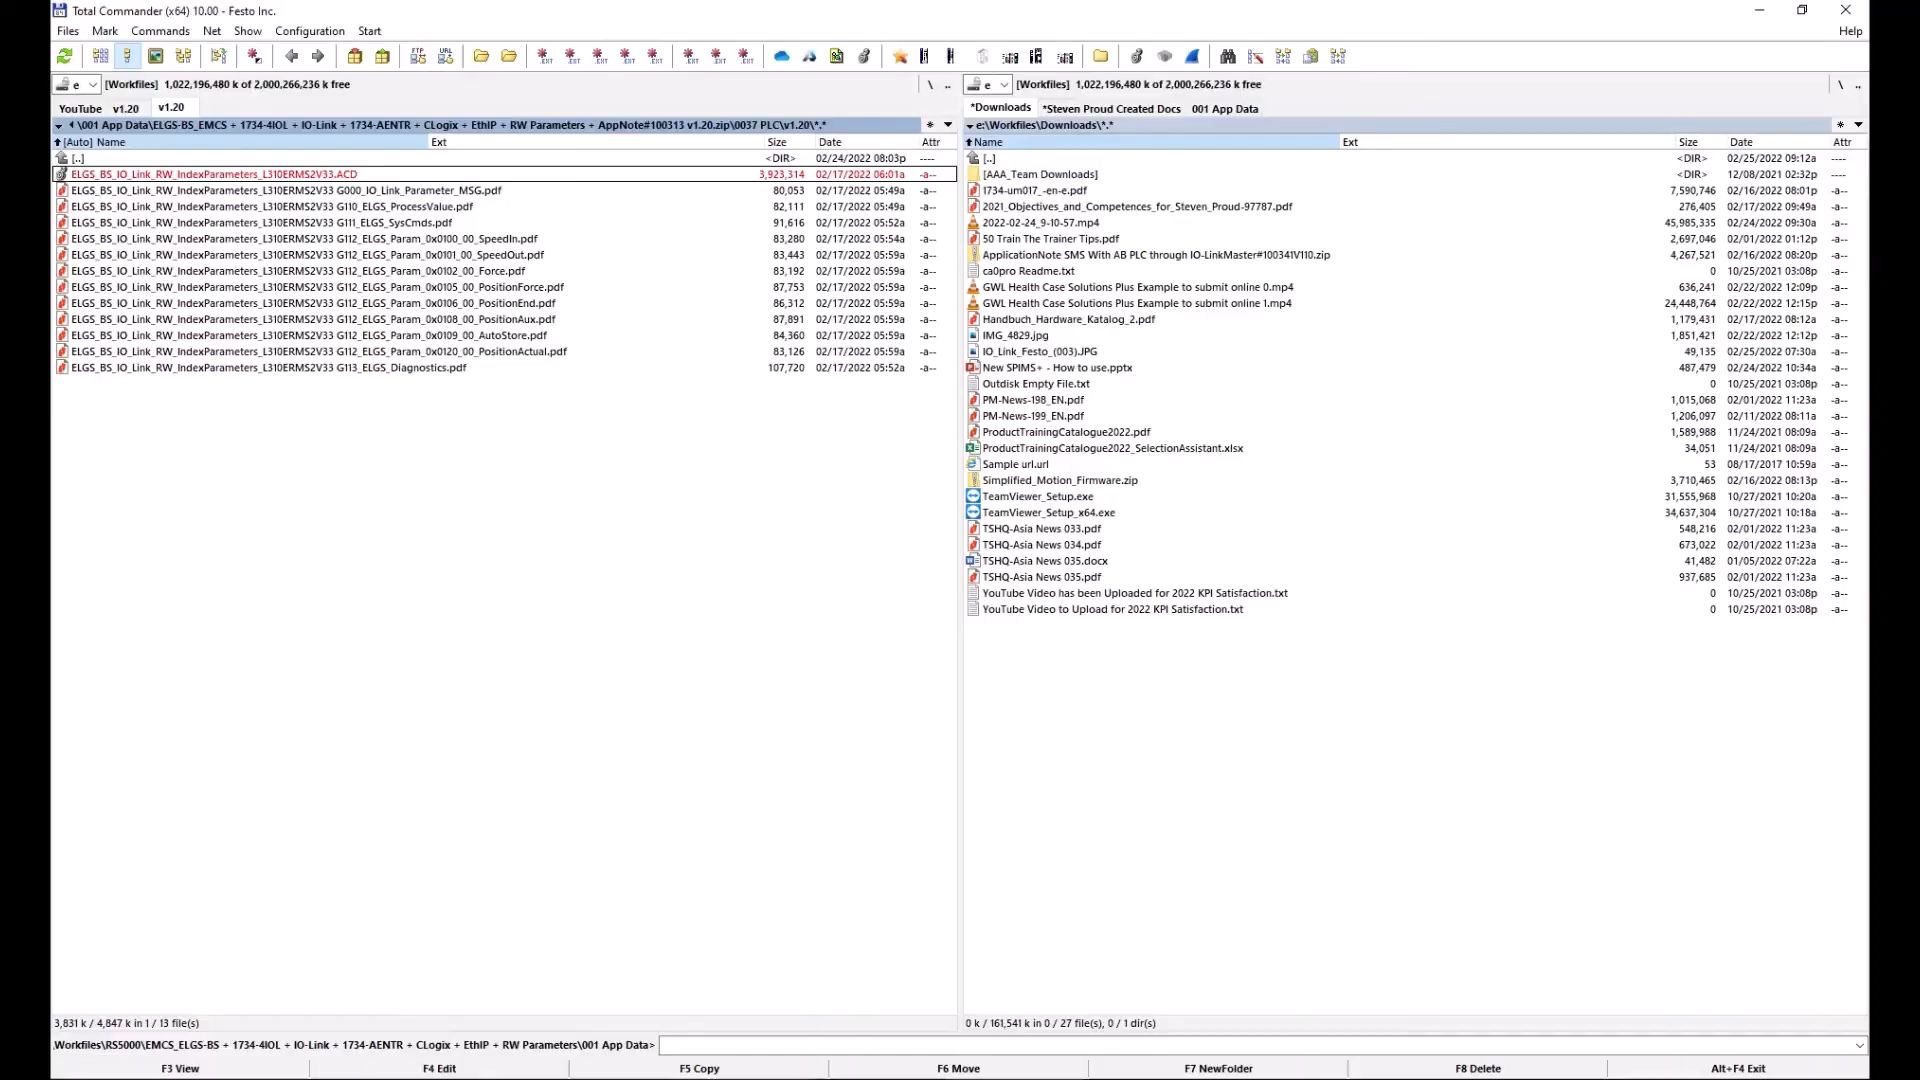 Total Commander (x64) 10.00 - Festo Inc.
Files Mark Commands Net Show Configuration Start
Help
FTP URL
.EXT .EXT .EXT .EXT .EXT .EXT .EXT .EXT
e [Workfiles] 1,022,196,480 k of 2,000,266,236 k free \ ..
e [Workfiles] 1,022,196,480 k of 2,000,266,236 k free \ ..
YouTube v1.20 v1.20
*Downloads *Steven Proud Created Docs 001 App Data
\001 App Data\ELGS-BS_EMCS + 1734-4IOL + IO-Link + 1734-AENTR + CLogix + EthIP + RW Parameters + AppNote#100313 v1.20.zip\0037 PLC\v1.20\*.* *
e:\Workfiles\Downloads\*.* *
[Auto] Name Ext Size Date Attr
[..] <DIR> 02/24/2022 08:03p ----
ELGS_BS_IO_Link_RW_IndexParameters_L310ERMS2V33.ACD 3,923,314 02/17/2022 06:01a -a--
ELGS_BS_IO_Link_RW_IndexParameters_L310ERMS2V33 G000_IO_Link_Parameter_MSG.pdf 80,053 02/17/2022 05:49a -a--
ELGS_BS_IO_Link_RW_IndexParameters_L310ERMS2V33 G110_ELGS_ProcessValue.pdf 82,111 02/17/2022 05:49a -a--
ELGS_BS_IO_Link_RW_IndexParameters_L310ERMS2V33 G111_ELGS_SysCmds.pdf 91,616 02/17/2022 05:52a -a--
ELGS_BS_IO_Link_RW_IndexParameters_L310ERMS2V33 G112_ELGS_Param_0x0100_00_SpeedIn.pdf 83,280 02/17/2022 05:54a -a--
ELGS_BS_IO_Link_RW_IndexParameters_L310ERMS2V33 G112_ELGS_Param_0x0101_00_SpeedOut.pdf 83,443 02/17/2022 05:59a -a--
ELGS_BS_IO_Link_RW_IndexParameters_L310ERMS2V33 G112_ELGS_Param_0x0102_00_Force.pdf 83,192 02/17/2022 05:59a -a--
ELGS_BS_IO_Link_RW_IndexParameters_L310ERMS2V33 G112_ELGS_Param_0x0105_00_PositionForce.pdf 87,753 02/17/2022 05:59a -a--
ELGS_BS_IO_Link_RW_IndexParameters_L310ERMS2V33 G112_ELGS_Param_0x0106_00_PositionEnd.pdf 86,312 02/17/2022 05:59a -a--
ELGS_BS_IO_Link_RW_IndexParameters_L310ERMS2V33 G112_ELGS_Param_0x0108_00_PositionAux.pdf 87,891 02/17/2022 05:59a -a--
ELGS_BS_IO_Link_RW_IndexParameters_L310ERMS2V33 G112_ELGS_Param_0x0109_00_AutoStore.pdf 84,360 02/17/2022 05:59a -a--
ELGS_BS_IO_Link_RW_IndexParameters_L310ERMS2V33 G112_ELGS_Param_0x0120_00_PositionActual.pdf 83,126 02/17/2022 05:59a -a--
ELGS_BS_IO_Link_RW_IndexParameters_L310ERMS2V33 G113_ELGS_Diagnostics.pdf 107,720 02/17/2022 05:52a -a--
3,831 k / 4,847 k in 1 / 13 file(s)
Name Ext Size Date Attr
[..] <DIR> 02/25/2022 09:12a ----
[AAA_Team Downloads] <DIR> 12/08/2021 02:32p ----
1734-um017_-en-e.pdf 7,590,746 02/16/2022 08:01p -a--
2021_Objectives_and_Competences_for_Steven_Proud-97787.pdf 276,405 02/17/2022 09:49a -a--
2022-02-24_9-10-57.mp4 45,985,335 02/24/2022 09:30a -a--
50 Train The Trainer Tips.pdf 2,697,046 02/01/2022 01:12p -a--
ApplicationNote SMS With AB PLC through IO-LinkMaster#100341V110.zip 4,267,521 02/16/2022 08:20p -a--
ca0pro Readme.txt 0 10/25/2021 03:08p -a--
GWL Health Case Solutions Plus Example to submit online 0.mp4 636,241 02/22/2022 12:09p -a--
GWL Health Case Solutions Plus Example to submit online 1.mp4 24,448,764 02/22/2022 12:15p -a--
Handbuch_Hardware_Katalog_2.pdf 1,179,431 02/17/2022 08:12a -a--
IMG_4829.jpg 1,851,421 02/22/2022 12:12p -a--
IO_Link_Festo_(003).JPG 49,135 02/25/2022 07:30a -a--
New SPIMS+ - How to use.pptx 487,479 02/24/2022 10:34a -a--
Outdisk Empty File.txt 0 10/25/2021 03:08p -a--
PM-News-198_EN.pdf 1,015,068 02/01/2022 11:23a -a--
PM-News-199_EN.pdf 1,206,097 02/11/2022 08:11a -a--
ProductTrainingCatalogue2022.pdf 1,589,988 11/24/2021 08:09a -a--
ProductTrainingCatalogue2022_SelectionAssistant.xlsx 34,051 11/24/2021 08:09a -a--
Sample url.url 53 08/17/2017 10:59a -a--
Simplified_Motion_Firmware.zip 3,710,465 02/16/2022 08:13p -a--
TeamViewer_Setup.exe 31,555,968 10/27/2021 10:20a -a--
TeamViewer_Setup_x64.exe 34,637,304 10/27/2021 10:18a -a--
TSHQ-Asia News 033.pdf 548,216 02/01/2022 11:23a -a--
TSHQ-Asia News 034.pdf 673,022 02/01/2022 11:23a -a--
TSHQ-Asia News 035.docx 41,482 01/05/2022 07:22a -a--
TSHQ-Asia News 035.pdf 937,685 02/01/2022 11:23a -a--
YouTube Video has been Uploaded for 2022 KPI Satisfaction.txt 0 10/25/2021 03:08p -a--
YouTube Video to Upload for 2022 KPI Satisfaction.txt 0 10/25/2021 03:08p -a--
0 k / 161,541 k in 0 / 27 file(s), 0 / 1 dir(s)
Workfiles\RS5000\EMCS_ELGS-BS + 1734-4IOL + IO-Link + 1734-AENTR + CLogix + EthIP + RW Parameters\001 App Data>
F3 View F4 Edit F5 Copy F6 Move F7 NewFolder F8 Delete Alt+F4 Exit